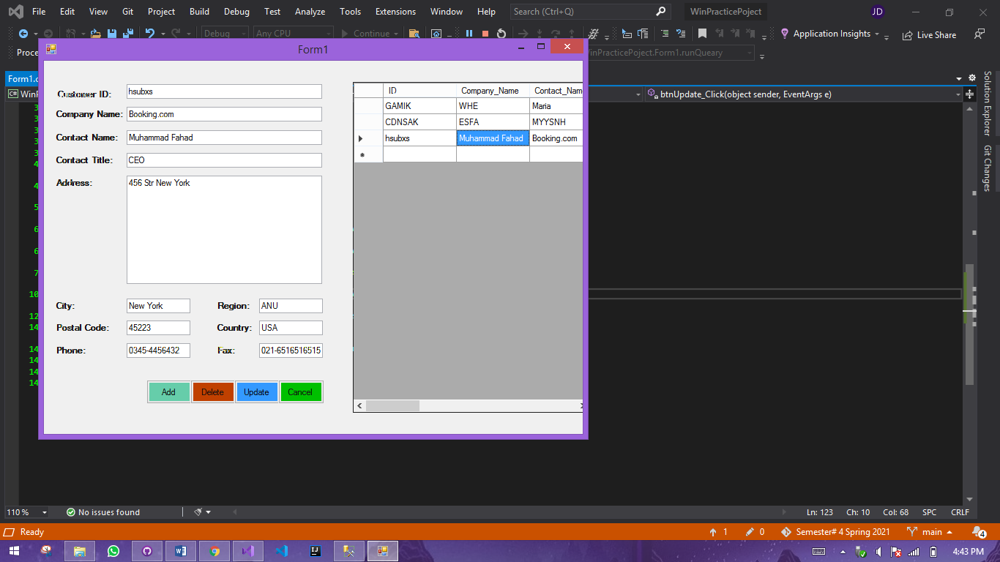 File Edit View Git Project Build Debug Test Analyze Tools Extensions Window Help Search (Ctrl+Q) WinPracticePoject JD
Debug Any CPU Continue Application Insights Live Share
Form1
inPracticePoject.Form1.runQueary
btnUpdate_Click(object sender, EventArgs e)
Solution Explorer
Git Changes
Customer ID: hsubxs
Company Name: Booking.com
Contact Name: Muhammad Fahad
Contact Title: CEO
Address: 456 Str New York
City: New York Region: ANU
Postal Code: 45223 Country: USA
Phone: 0345-4456432 Fax: 021-6516516515
Add Delete Update Cancel
ID Company_Name Contact_Nam
GAMIK WHE Maria
CDNSAK ESFA MYYSNH
hsubxs Muhammad Fahad Booking.com
110 % No issues found Ln: 123 Ch: 10 Col: 68 SPC CRLF
Ready 1 0 Semester# 4 Spring 2021 main 4
4:43 PM